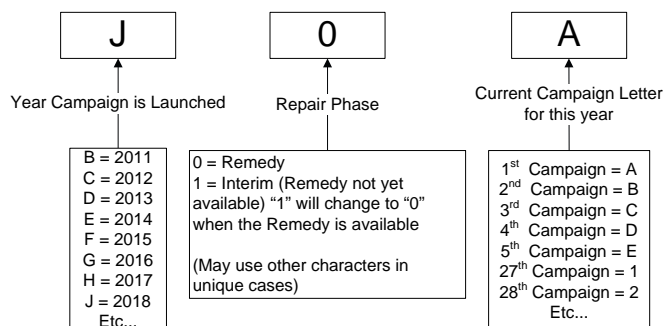 J
0
A
Year Campaign is Launched
Repair Phase
Current Campaign Letter
for this year
B = 2011
C = 2012
D = 2013
E = 2014
F = 2015
G = 2016
H = 2017
J = 2018
Etc...
0 = Remedy
1 = Interim (Remedy not yet
available) “1” will change to “0”
when the Remedy is available
(May use other characters in
unique cases)
1st Campaign = A
2nd Campaign = B
3rd Campaign = C
4th Campaign = D
5th Campaign = E
27th Campaign = 1
28th Campaign = 2
Etc...